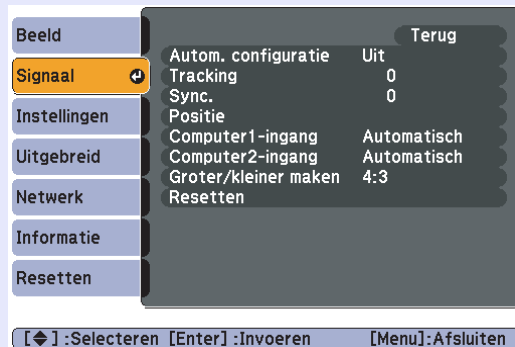 Beeld
Signaal
Instellingen
Uitgebreid
Netwerk
Informatie
Resetten
Terug
Autom. configuratie Uit
Tracking 0
Sync. 0
Positie
Computer1-ingang Automatisch
Computer2-ingang Automatisch
Groter/kleiner maken 4:3
Resetten
[ ] :Selecteren [Enter] :Invoeren [Menu]:Afsluiten